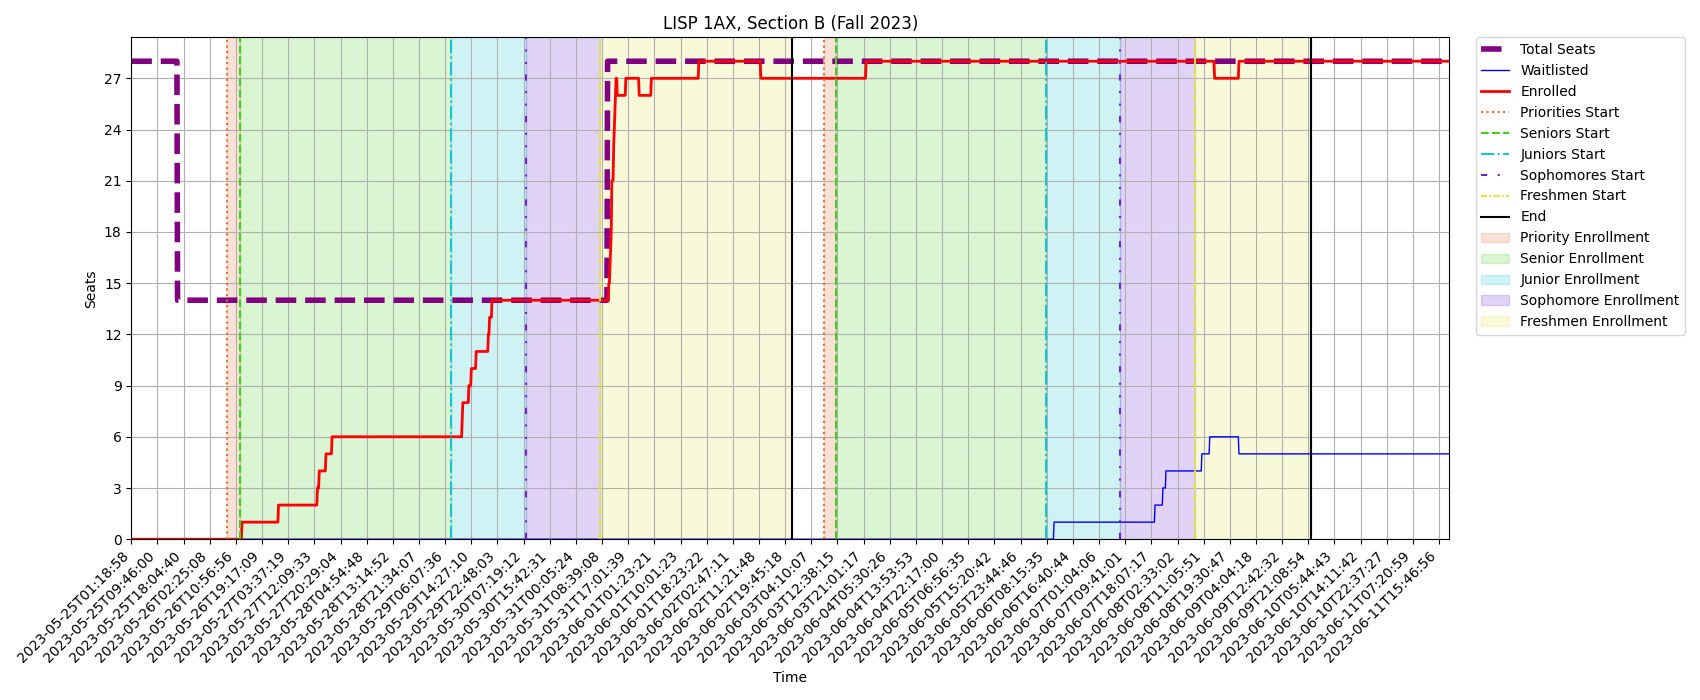 LISP 1AX, Section B (Fall 2023)
Seats
27
24
21
18
15
12
9
6
3
0
2023-05-25T01:18:58
2023-05-25T09:46:00
2023-05-25T18:04:40
2023-05-26T02:25:08
2023-05-26T10:56:56
2023-05-26T19:17:09
2023-05-27T03:37:19
2023-05-27T12:09:33
2023-05-27T20:29:04
2023-05-28T04:54:48
2023-05-28T13:14:52
2023-05-28T21:34:07
2023-05-29T06:07:36
2023-05-29T14:27:10
2023-05-29T22:48:03
2023-05-30T07:19:12
2023-05-30T15:42:31
2023-05-31T00:05:24
2023-05-31T08:39:08
2023-05-31T17:01:39
2023-06-01T01:23:21
2023-06-01T10:01:23
2023-06-01T18:23:22
2023-06-02T02:47:11
2023-06-02T11:21:48
2023-06-02T19:45:18
2023-06-03T04:10:07
2023-06-03T12:38:15
2023-06-03T21:01:17
2023-06-04T05:30:26
2023-06-04T13:53:53
2023-06-04T22:17:00
2023-06-05T06:56:35
2023-06-05T15:20:42
2023-06-05T23:44:46
2023-06-06T08:15:35
2023-06-06T16:40:44
2023-06-07T01:04:06
2023-06-07T09:41:01
2023-06-07T18:07:17
2023-06-08T02:33:02
2023-06-08T11:05:51
2023-06-08T19:30:47
2023-06-09T04:04:18
2023-06-09T12:42:32
2023-06-09T21:08:54
2023-06-10T05:44:43
2023-06-10T14:11:42
2023-06-10T22:37:27
2023-06-11T07:20:59
2023-06-11T15:46:56
Time
Total Seats
Waitlisted
Enrolled
Priorities Start
Seniors Start
Juniors Start
Sophomores Start
Freshmen Start
End
Priority Enrollment
Senior Enrollment
Junior Enrollment
Sophomore Enrollment
Freshmen Enrollment